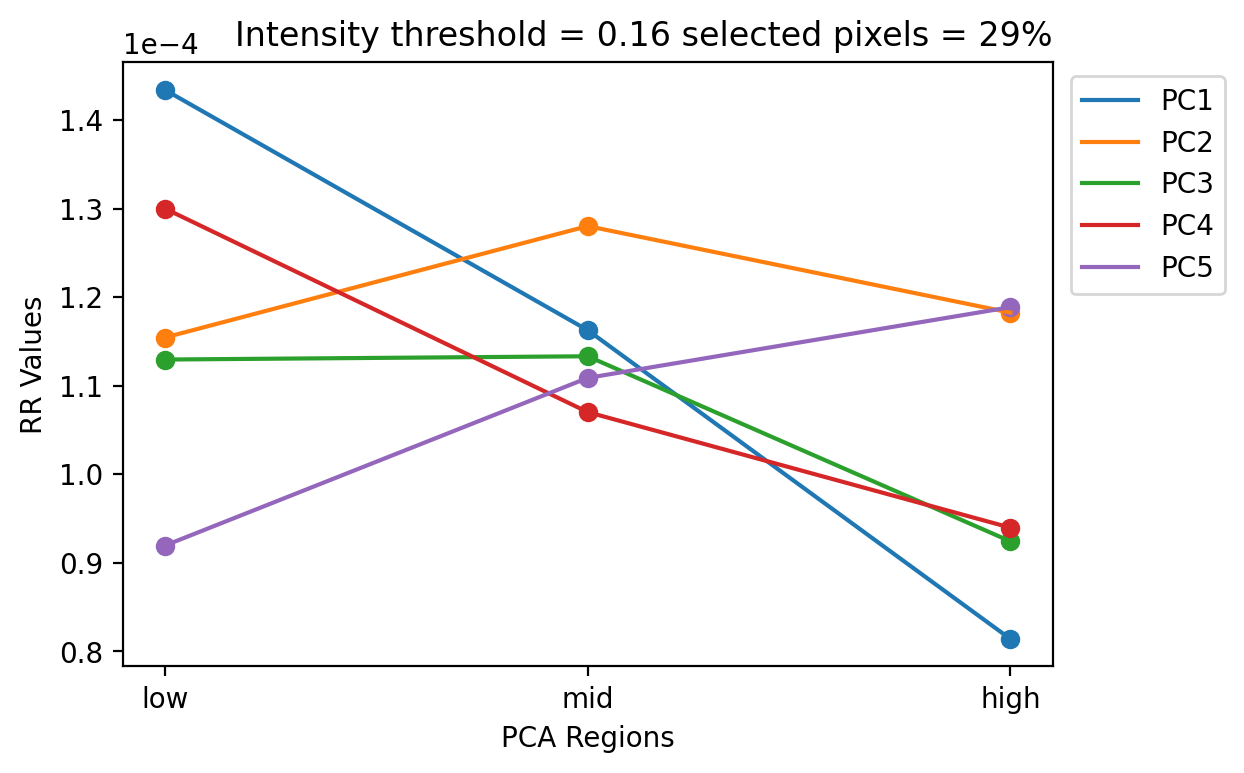 Intensity threshold = 0.16 selected pixels = 29%
1e−4
1.4
1.3
1.2
1.1
1.0
0.9
0.8
RR Values
low
mid
high
PCA Regions
PC1
PC2
PC3
PC4
PC5